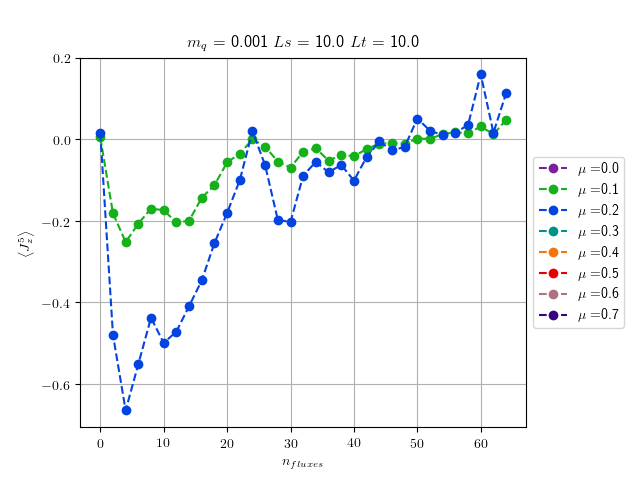 m_q = 0.001 Ls = 10.0 Lt = 10.0
0.2
0.0
−0.2
−0.4
−0.6
⟨J_z^5⟩
0 10 20 30 40 50 60
n_{fluxes}
μ =0.0
μ =0.1
μ =0.2
μ =0.3
μ =0.4
μ =0.5
μ =0.6
μ =0.7